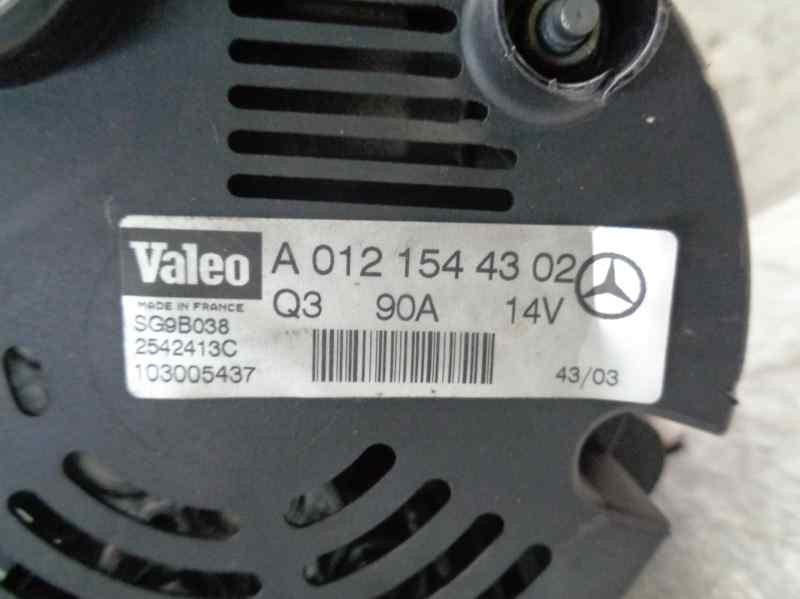 Valeo A 012 154 43 02
MADE IN FRANCE Q3 90A 14V
SG9B038
2542413C
103005437 43/03